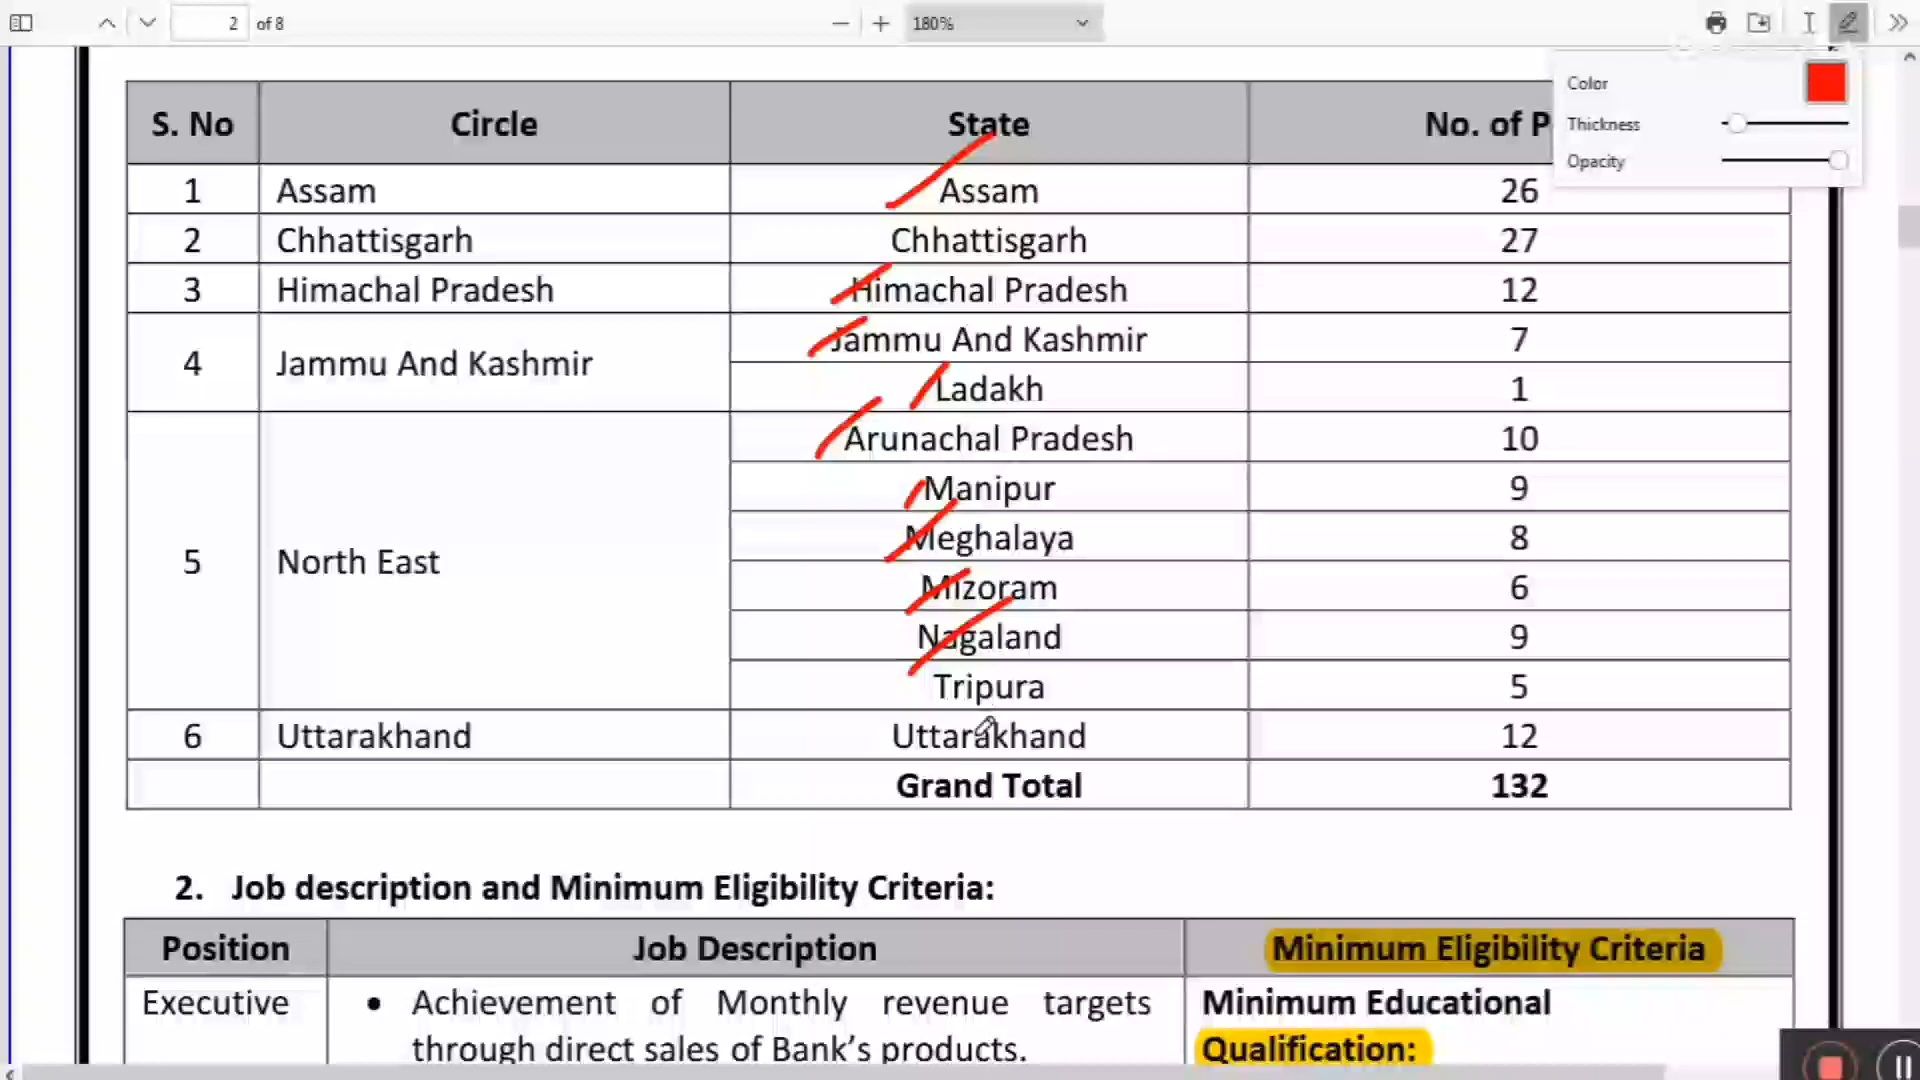 2 of 8 180%
Color
Thickness
Opacity
S. No Circle State No. of P
1 Assam Assam 26
2 Chhattisgarh Chhattisgarh 27
3 Himachal Pradesh Himachal Pradesh 12
4 Jammu And Kashmir Jammu And Kashmir 7
Ladakh 1
5 North East Arunachal Pradesh 10
Manipur 9
Meghalaya 8
Mizoram 6
Nagaland 9
Tripura 5
6 Uttarakhand Uttarakhand 12
Grand Total 132
2. Job description and Minimum Eligibility Criteria:
Position Job Description Minimum Eligibility Criteria
Executive • Achievement of Monthly revenue targets Minimum Educational
through direct sales of Bank’s products. Qualification: